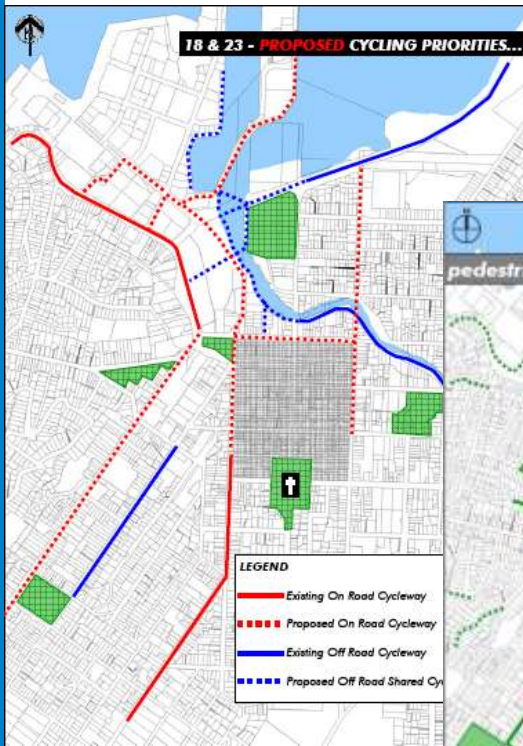 18 & 23 - PROPOSED CYCLING PRIORITIES...
N
pedestri
LEGEND
Existing On Road Cycleway
Proposed On Road Cycleway
Existing Off Road Cycleway
Proposed Off Road Shared Cy